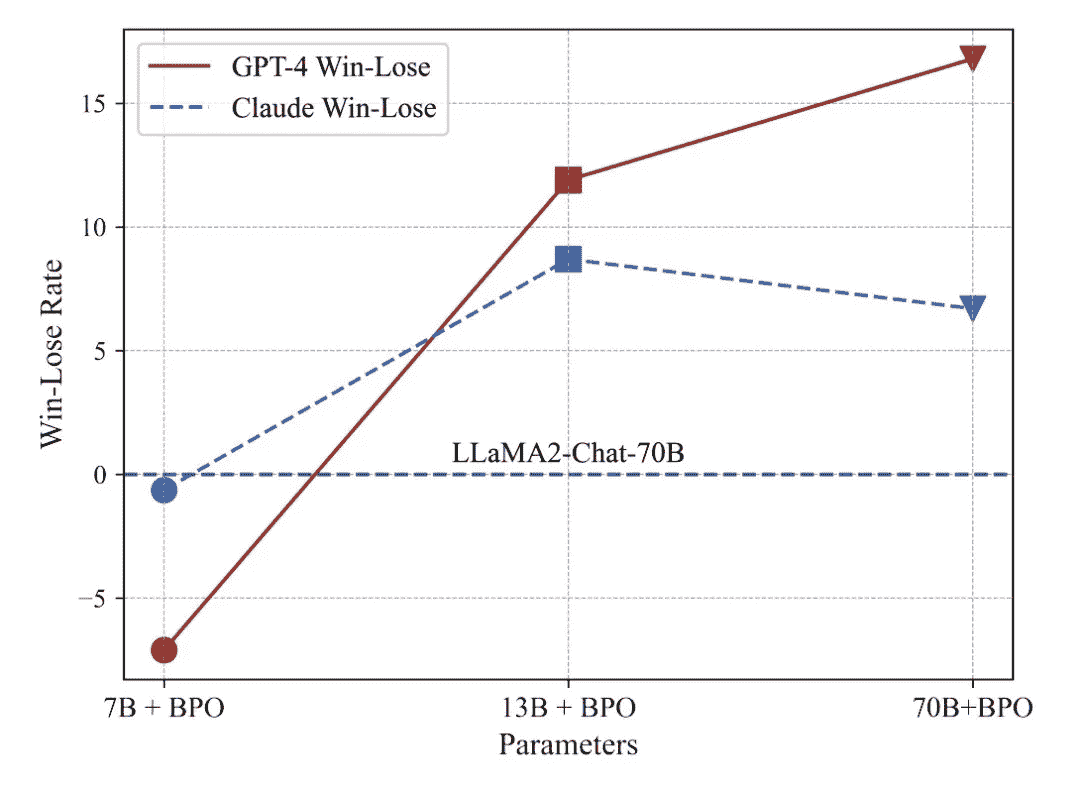 GPT-4 Win-Lose
Claude Win-Lose
15
10
5
0
−5
Win-Lose Rate
LLaMA2-Chat-70B
7B + BPO
13B + BPO
70B+BPO
Parameters